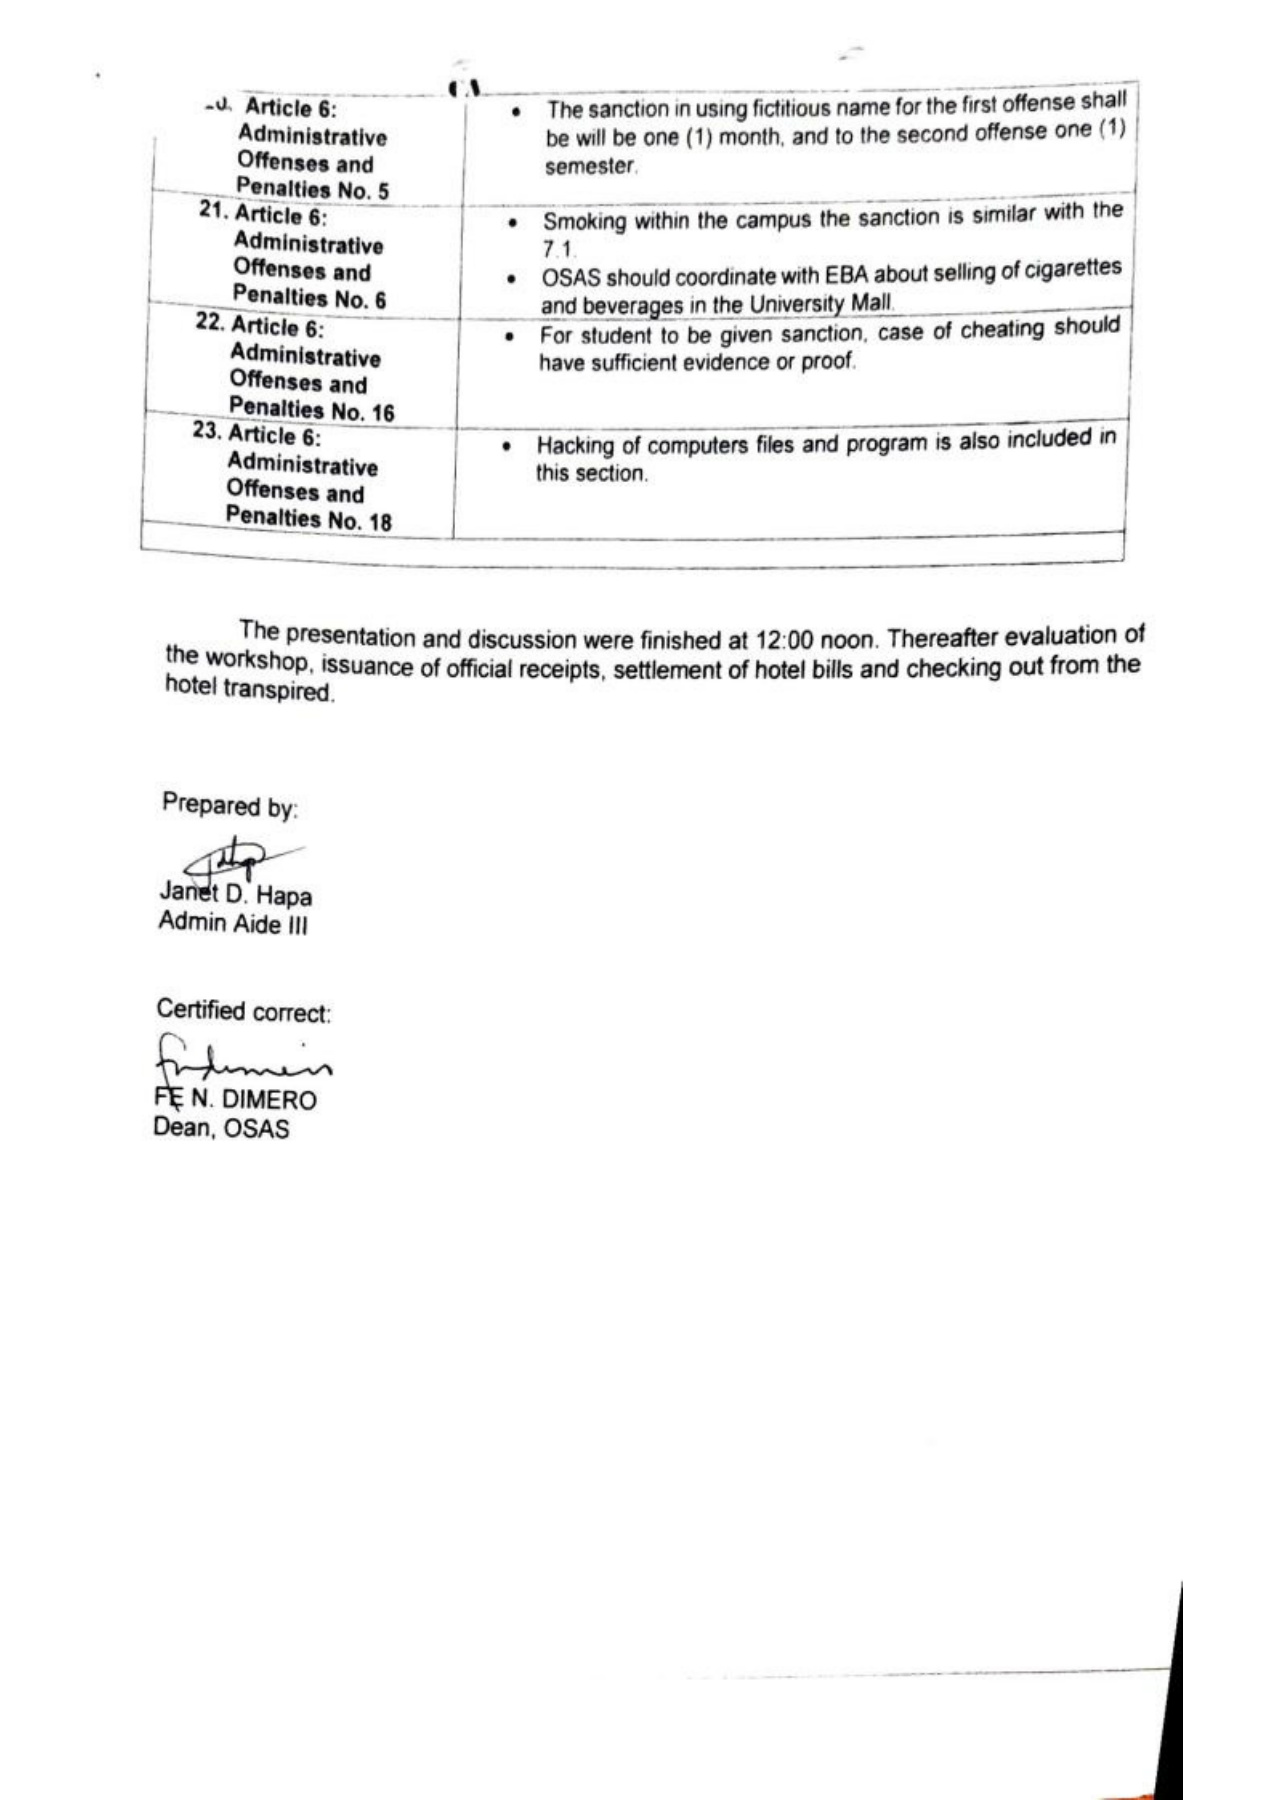 Article 6:
Administrative
Offenses and
Penalties No. 5
• The sanction in using fictitious name for the first offense shall
be will be one (1) month, and to the second offense one (1)
semester.
21. Article 6:
Administrative
Offenses and
Penalties No. 6
• Smoking within the campus the sanction is similar with the
7.1.
• OSAS should coordinate with EBA about selling of cigarettes
and beverages in the University Mall.
22. Article 6:
Administrative
Offenses and
Penalties No. 16
• For student to be given sanction, case of cheating should
have sufficient evidence or proof.
23. Article 6:
Administrative
Offenses and
Penalties No. 18
• Hacking of computers files and program is also included in
this section.
The presentation and discussion were finished at 12:00 noon. Thereafter evaluation of
the workshop, issuance of official receipts, settlement of hotel bills and checking out from the
hotel transpired.
Prepared by:
Janet D. Hapa
Admin Aide III
Certified correct:
FE N. DIMERO
Dean, OSAS